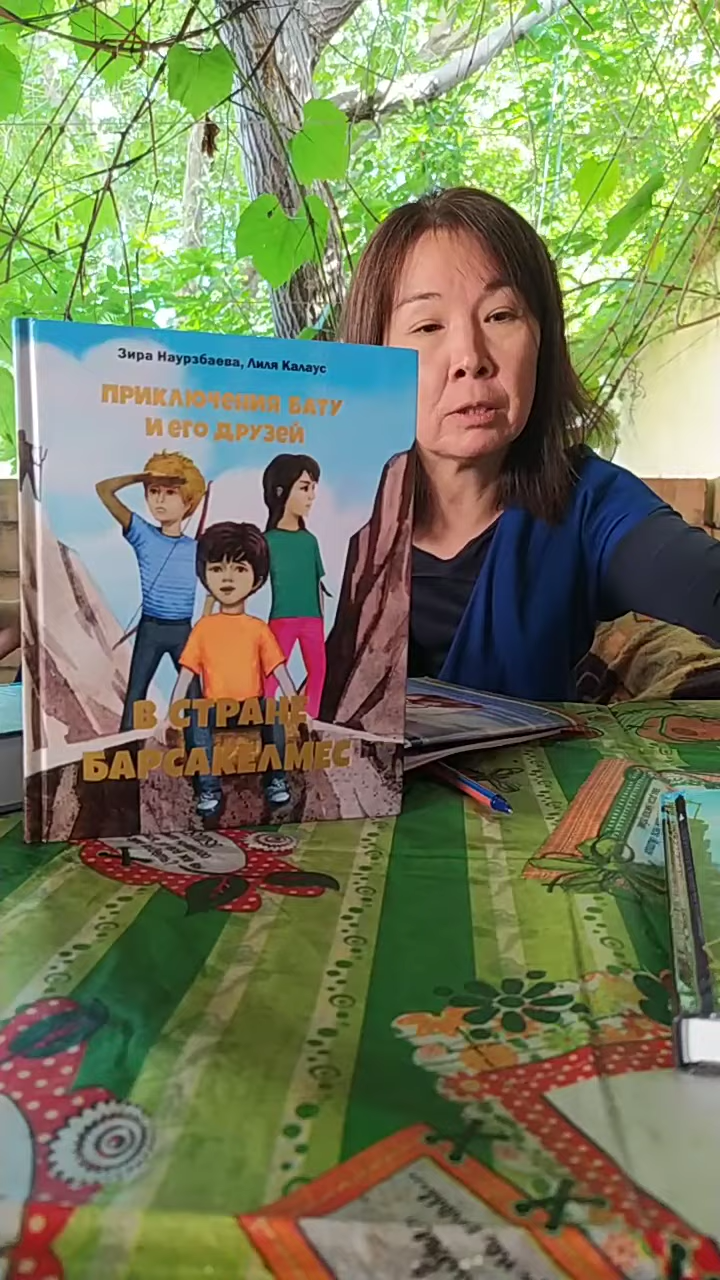 Зира Наурзбаева, Лиля Калаус
ПРИКЛЮЧЕНИЯ БАТУ
И ЕГО ДРУЗЕЙ
В СТРАНЕ
БАРСАКЕЛМЕС